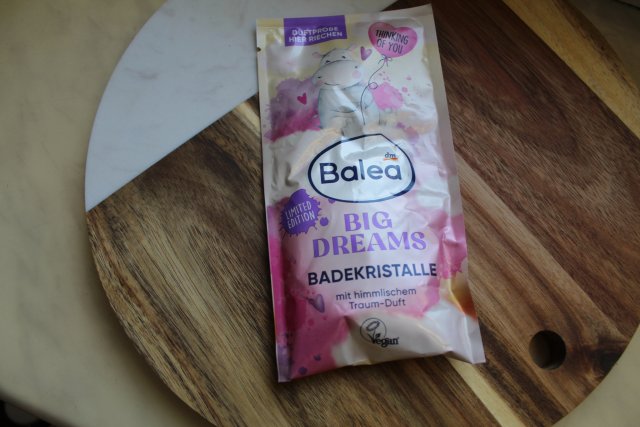 DUFTPROBE
HIER RIECHEN
THINKING
OF YOU
dm
Balea
LIMITED
EDITION
BIG
DREAMS
BADEKRISTALLE
mit himmlischem
Traum-Duft
Vegan